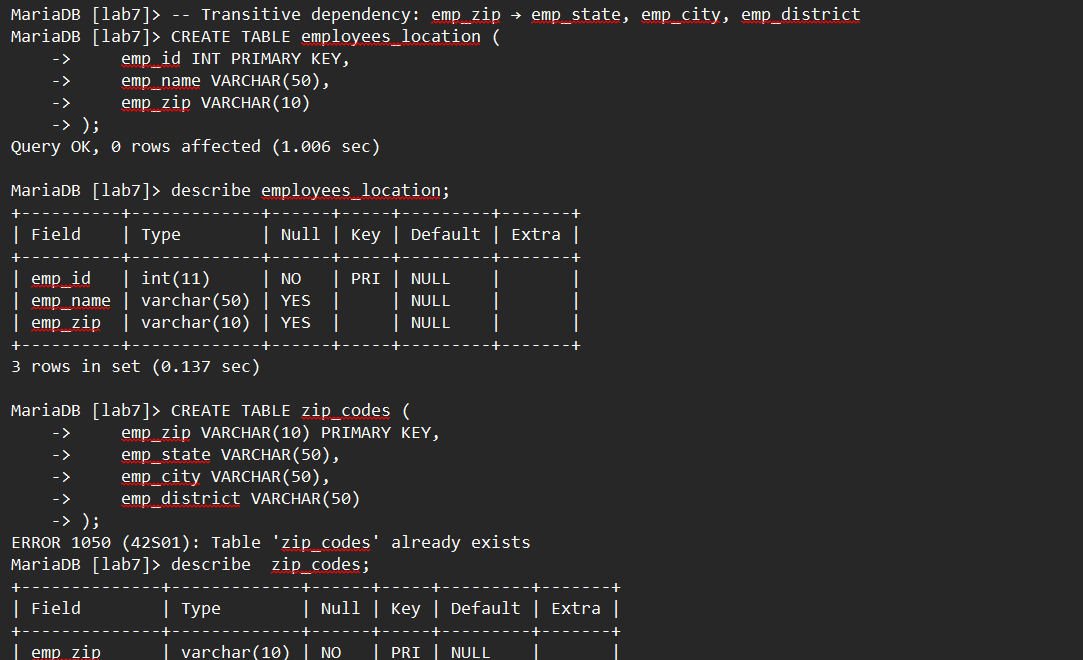 MariaDB [lab7]> -- Transitive dependency: emp_zip → emp_state, emp_city, emp_district
MariaDB [lab7]> CREATE TABLE employees_location (
    ->     emp_id INT PRIMARY KEY,
    ->     emp_name VARCHAR(50),
    ->     emp_zip VARCHAR(10)
    -> );
Query OK, 0 rows affected (1.006 sec)

MariaDB [lab7]> describe employees_location;
+----------+-------------+------+-----+---------+-------+
| Field    | Type        | Null | Key | Default | Extra |
+----------+-------------+------+-----+---------+-------+
| emp_id   | int(11)     | NO   | PRI | NULL    |       |
| emp_name | varchar(50) | YES  |     | NULL    |       |
| emp_zip  | varchar(10) | YES  |     | NULL    |       |
+----------+-------------+------+-----+---------+-------+
3 rows in set (0.137 sec)

MariaDB [lab7]> CREATE TABLE zip_codes (
    ->     emp_zip VARCHAR(10) PRIMARY KEY,
    ->     emp_state VARCHAR(50),
    ->     emp_city VARCHAR(50),
    ->     emp_district VARCHAR(50)
    -> );
ERROR 1050 (42S01): Table 'zip_codes' already exists
MariaDB [lab7]> describe  zip_codes;
+--------------+-------------+------+-----+---------+-------+
| Field        | Type        | Null | Key | Default | Extra |
+--------------+-------------+------+-----+---------+-------+
| emp_zip      | varchar(10) | NO   | PRI | NULL    |       |